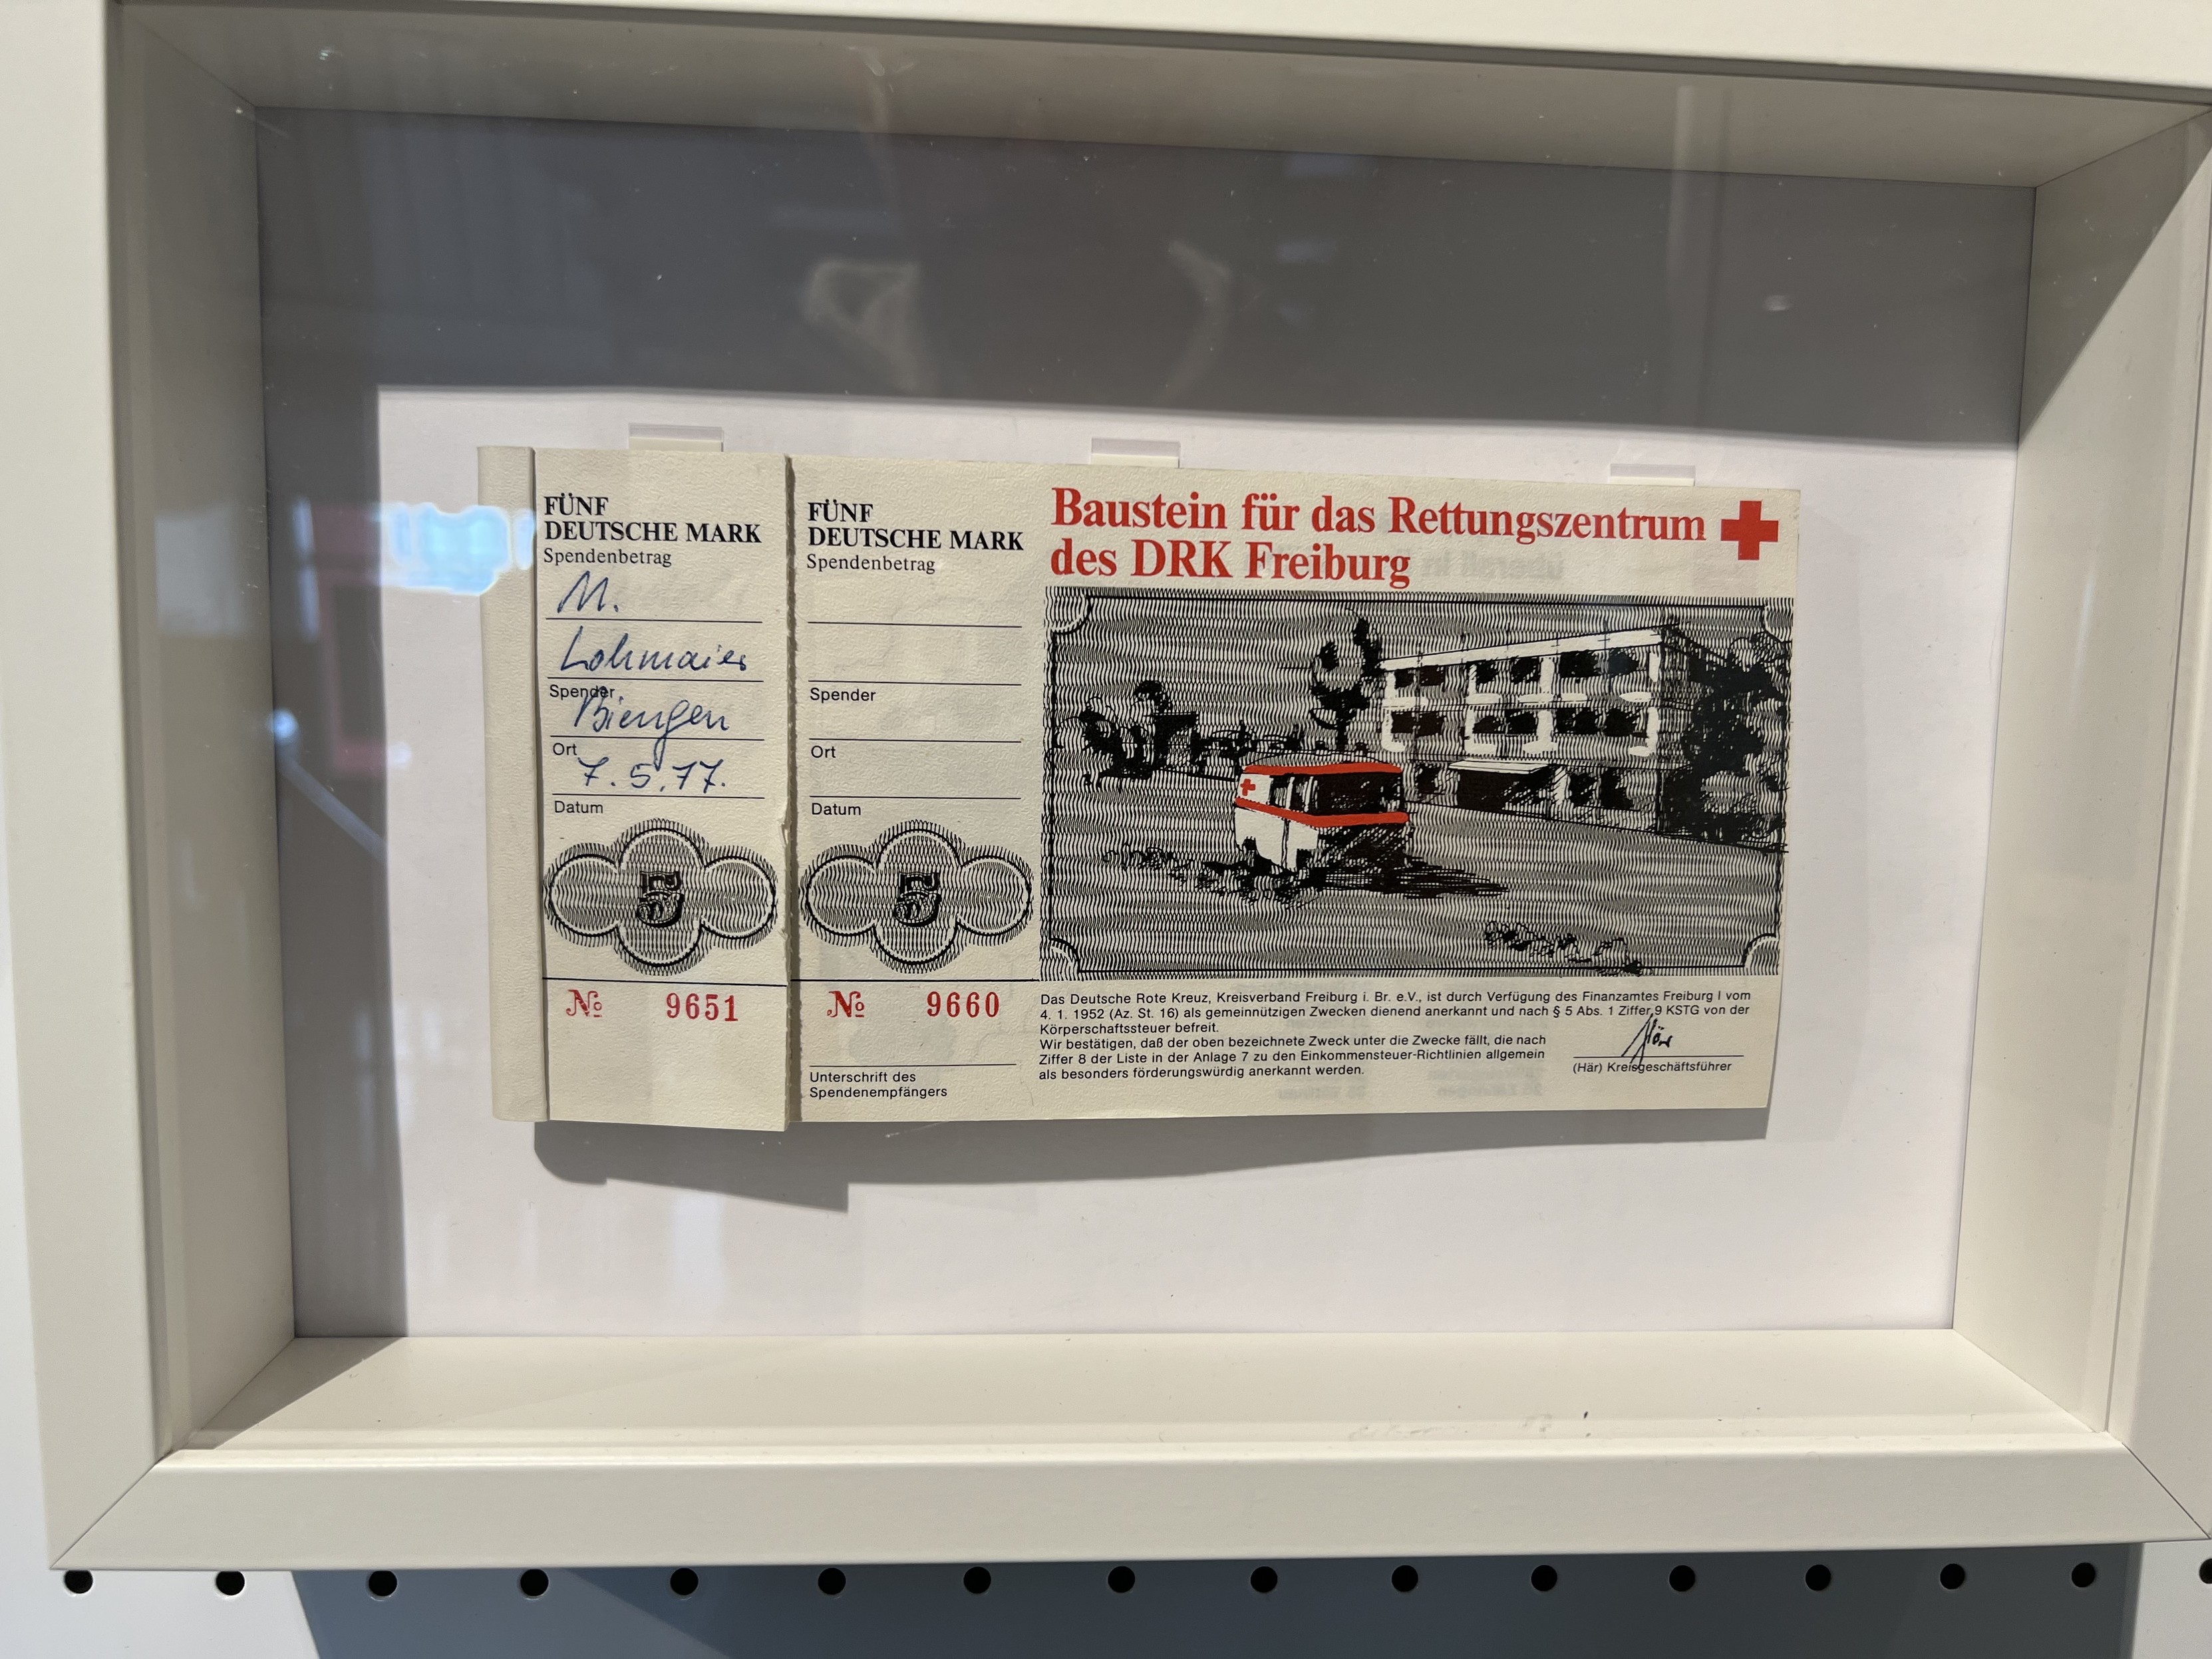 FÜNF
DEUTSCHE MARK
Spendenbetrag
M.
Lohmaier
Spender
Biengen
Ort
7.5.77.
Datum
5
№ 9651
FÜNF
DEUTSCHE MARK
Spendenbetrag
Spender
Ort
Datum
5
№ 9660
Unterschrift des
Spendenempfängers
Baustein für das Rettungszentrum
des DRK Freiburg
Das Deutsche Rote Kreuz, Kreisverband Freiburg i. Br. e.V., ist durch Verfügung des Finanzamtes Freiburg I vom
4. 1. 1952 (Az. St. 16) als gemeinnützigen Zwecken dienend anerkannt und nach § 5 Abs. 1 Ziffer 9 KSTG von der
Körperschaftssteuer befreit.
Wir bestätigen, daß der oben bezeichnete Zweck unter die Zwecke fällt, die nach
Ziffer 8 der Liste in der Anlage 7 zu den Einkommensteuer-Richtlinien allgemein
als besonders förderungswürdig anerkannt werden.
Här
(Här) Kreisgeschäftsführer